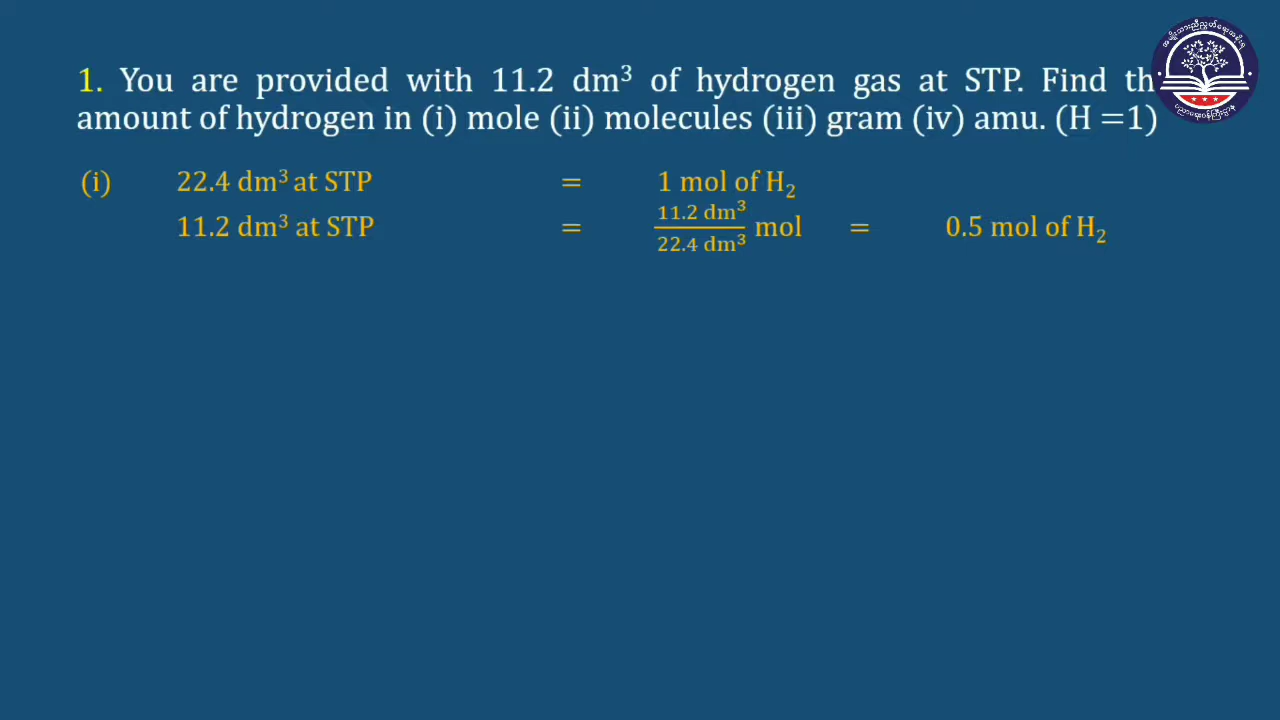 1. You are provided with 11.2 dm³ of hydrogen gas at STP. Find th
amount of hydrogen in (i) mole (ii) molecules (iii) gram (iv) amu. (H =1)
(i) 22.4 dm³ at STP = 1 mol of H₂
11.2 dm³ at STP = 11.2 dm³/22.4 dm³ mol = 0.5 mol of H₂